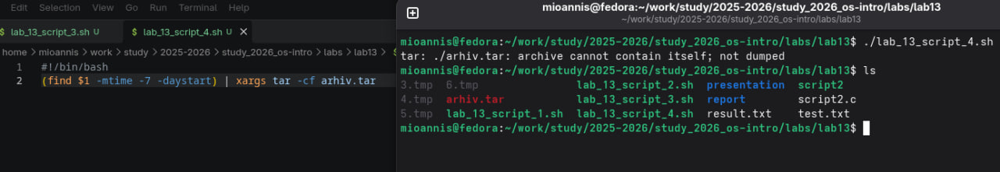 Edit Selection View Go Run Terminal Help
$ lab_13_script_3.sh U $ lab_13_script_4.sh U ×
home > mioannis > work > study > 2025-2026 > study_2026_os-intro > labs > lab13 > $
1 #!/bin/bash
2 (find $1 -mtime -7 -daystart) | xargs tar -cf arhiv.tar
mioannis@fedora:~/work/study/2025-2026/study_2026_os-intro/labs/lab13
~/work/study/2025-2026/study_2026_os-intro/labs/lab13
mioannis@fedora:~/work/study/2025-2026/study_2026_os-intro/labs/lab13$ ./lab_13_script_4.sh
tar: ./arhiv.tar: archive cannot contain itself; not dumped
mioannis@fedora:~/work/study/2025-2026/study_2026_os-intro/labs/lab13$ ls
3.tmp 6.tmp lab_13_script_2.sh presentation script2
4.tmp arhiv.tar lab_13_script_3.sh report script2.c
5.tmp lab_13_script_1.sh lab_13_script_4.sh result.txt test.txt
mioannis@fedora:~/work/study/2025-2026/study_2026_os-intro/labs/lab13$